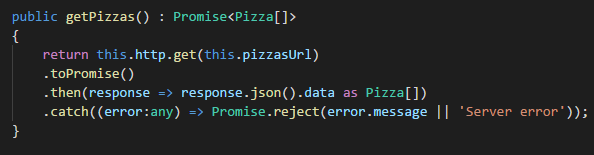 public getPizzas() : Promise<Pizza[]>
{
    return this.http.get(this.pizzasUrl)
    .toPromise()
    .then(response => response.json().data as Pizza[])
    .catch((error:any) => Promise.reject(error.message || 'Server error'));
}